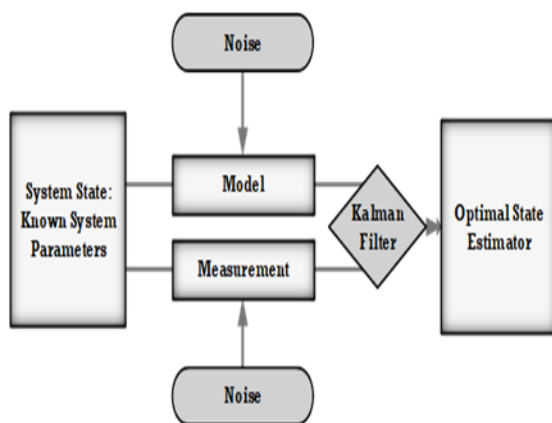 Noise
System State:
Known System
Parameters
Model
Measurement
Kalman
Filter
Optimal State
Estimator
Noise